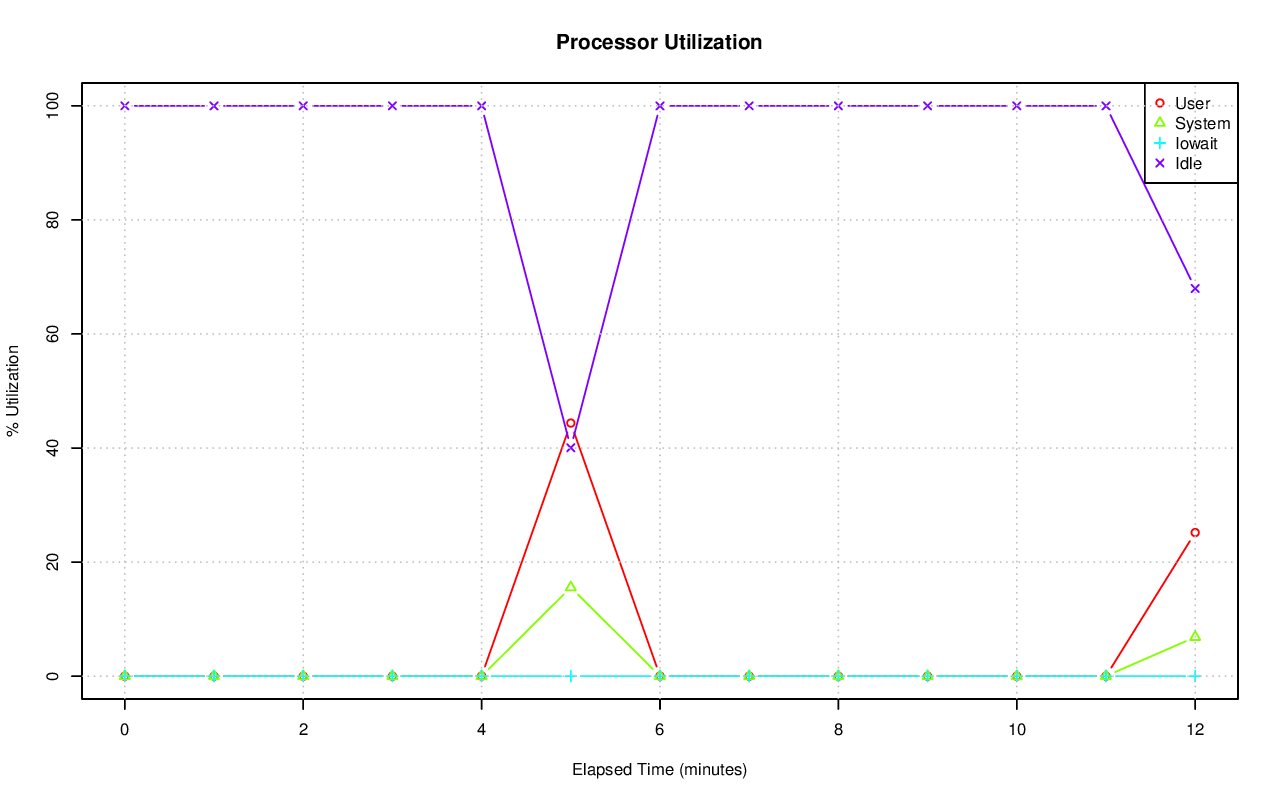 Processor Utilization
100
80
60
40
20
0
% Utilization
User
System
Iowait
Idle
0 2 4 6 8 10 12
Elapsed Time (minutes)